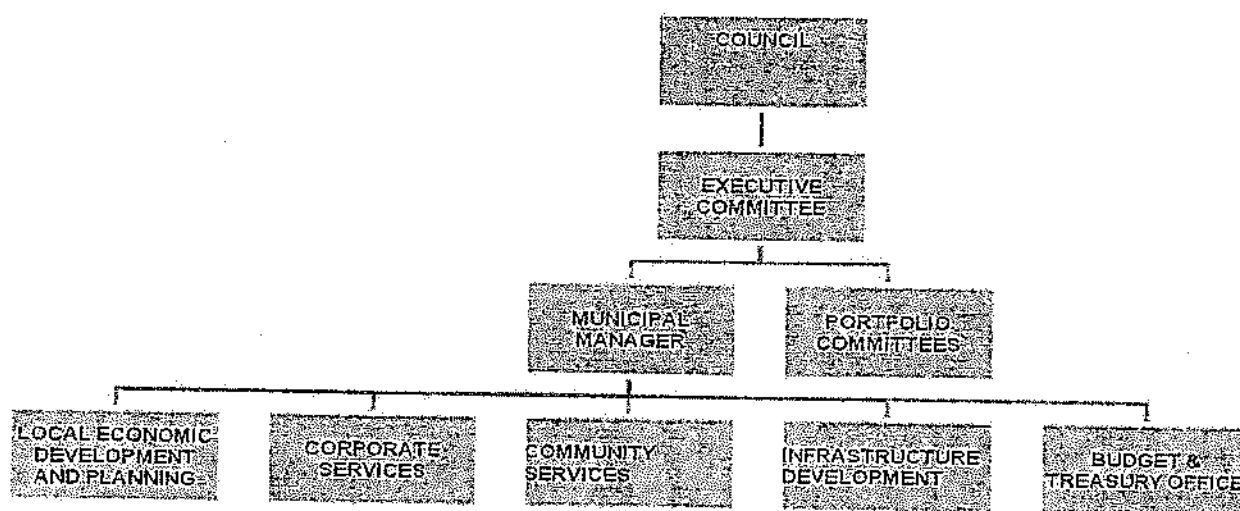 COUNCIL
EXECUTIVE
COMMITTEE
MUNICIPAL
MANAGER
PORTFOLIO
COMMITTEES
LOCAL ECONOMIC
DEVELOPMENT
AND PLANNING
CORPORATE
SERVICES
COMMUNITY
SERVICES
INFRASTRUCTURE
DEVELOPMENT
BUDGET &
TREASURY OFFICE